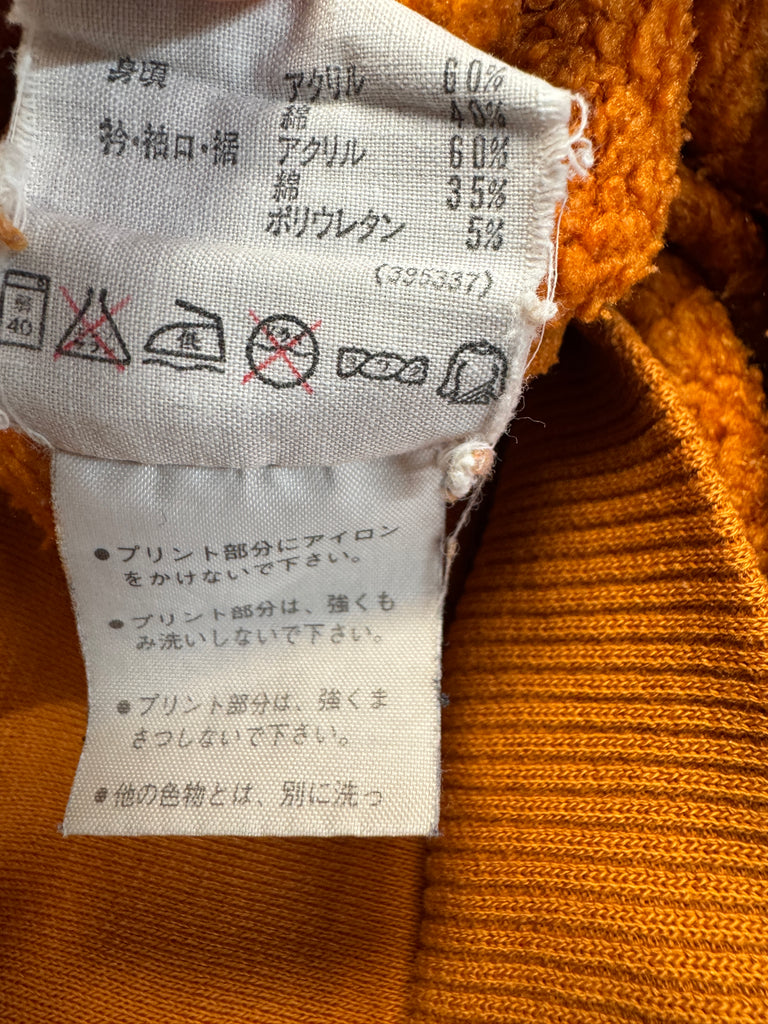 身頃 アクリル 60%
綿 40%
衿・袖口・裾 アクリル 60%
綿 35%
ポリウレタン 5%
(395337)
弱 40
低
●プリント部分にアイロン
をかけないで下さい。
●プリント部分は、強くも
み洗いしないで下さい。
●プリント部分は、強くま
さつしないで下さい。
●他の色物とは、別に洗っ